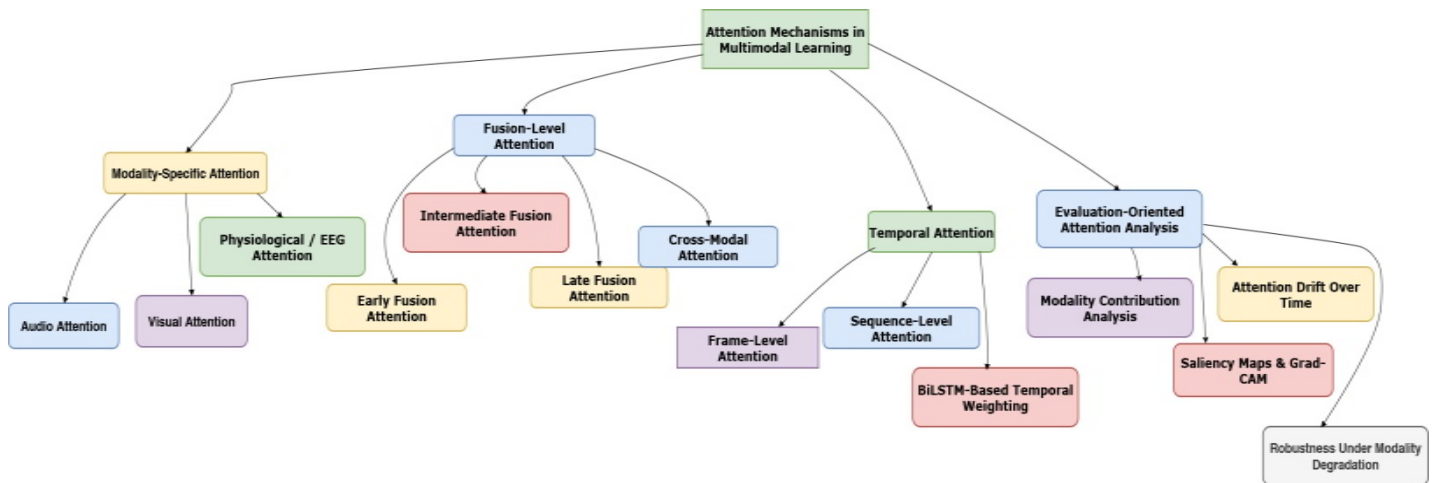 Attention Mechanisms in
Multimodal Learning
Fusion-Level
Attention
Modality-Specific Attention
Physiological / EEG
Attention
Audio Attention
Visual Attention
Intermediate Fusion
Attention
Early Fusion
Attention
Late Fusion
Attention
Cross-Modal
Attention
Temporal Attention
Frame-Level
Attention
Sequence-Level
Attention
BiLSTM-Based Temporal
Weighting
Evaluation-Oriented
Attention Analysis
Modality Contribution
Analysis
Attention Drift Over
Time
Saliency Maps & Grad-
CAM
Robustness Under Modality
Degradation